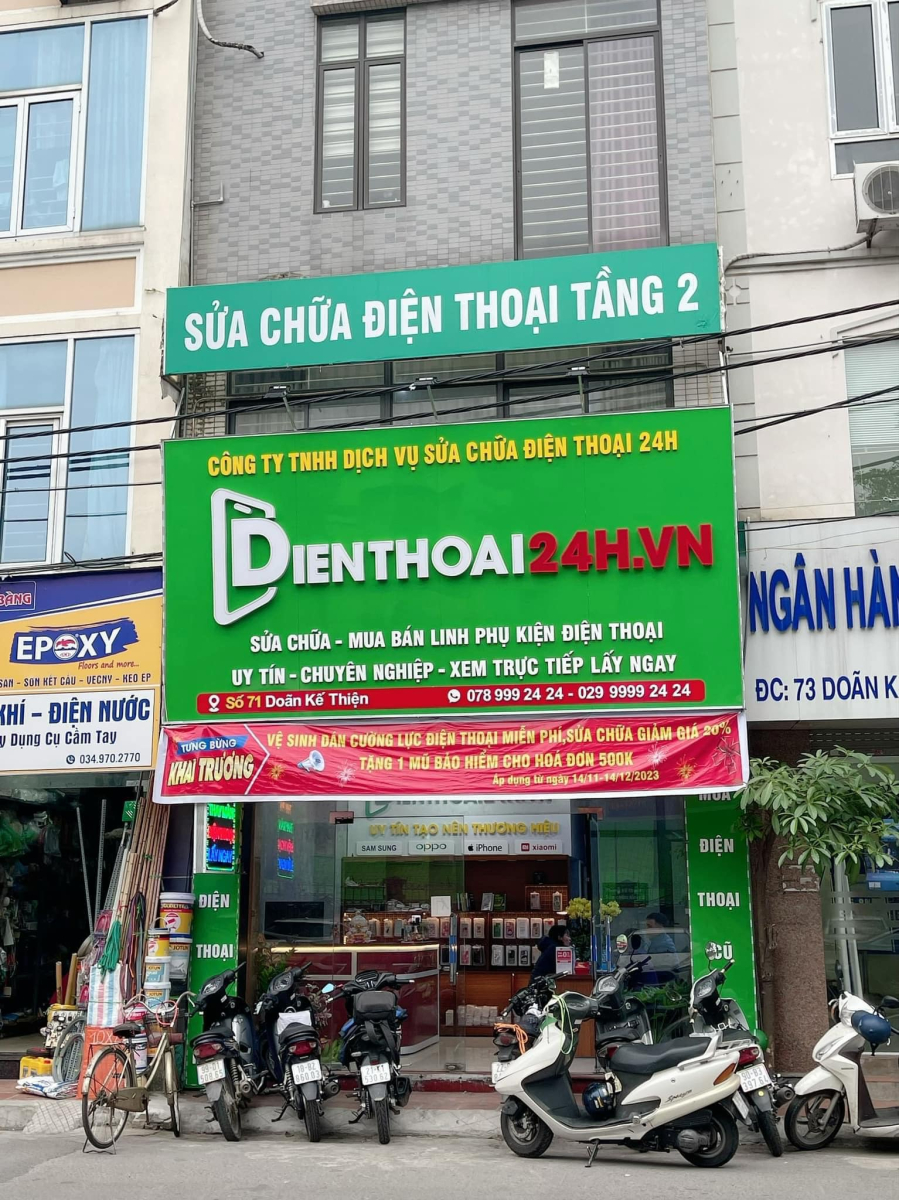 SỬA CHỮA ĐIỆN THOẠI TẦNG 2
CÔNG TY TNHH DỊCH VỤ SỬA CHỮA ĐIỆN THOẠI 24H
DIENTHOAI24H.VN
SỬA CHỮA - MUA BÁN LINH PHỤ KIỆN ĐIỆN THOẠI
UY TÍN - CHUYÊN NGHIỆP - XEM TRỰC TIẾP LẤY NGAY
Số 71 Doãn Kế Thiện
078 999 24 24 - 029 9999 24 24
TƯNG BỪNG
KHAI TRƯƠNG
VỆ SINH DÁN CƯỜNG LỰC ĐIỆN THOẠI MIỄN PHÍ,SỬA CHỮA GIẢM GIÁ 20%
TẶNG 1 MŨ BẢO HIỂM CHO HOÁ ĐƠN 500K
Áp dụng từ ngày 14/11-14/12/2023
EPOXY
Floors and more...
SÀN - SƠN KẾT CẤU - VECNY - KEO EP
KHÍ - ĐIỆN NƯỚC
Dụng Cụ Cầm Tay
034.970.2770
NGÂN HÀN
ĐC: 73 DOÃN K
UY TÍN TẠO NÊN THƯƠNG HIỆU
SAM SUNG
oppo
iPhone
xiaomi
ĐIỆN
THOẠI
MUA
ĐIỆN
THOẠI
CŨ